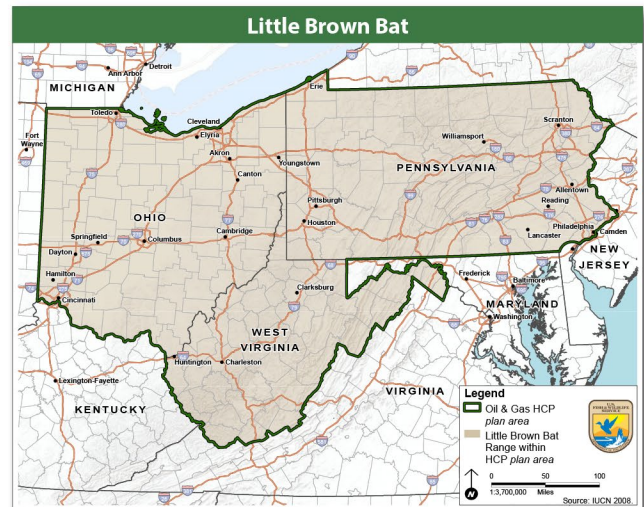 Little Brown Bat
Detroit
Ann Arbor
MICHIGAN
Erie
Toledo
Cleveland
Elyria
Fort
Wayne
Akron
Youngstown
Canton
Williamsport
Scranton
PENNSYLVANIA
Allentown
Reading
Pittsburgh
Houston
Philadelphia
Lancaster
Camden
OHIO
Springfield
Columbus
Cambridge
Dayton
Hamilton
Cincinnati
NEW
JERSEY
Frederick
Baltimore
MARYLAND
Washington
Clarksburg
WEST
VIRGINIA
Huntington
Charleston
Lexington-Fayette
KENTUCKY
VIRGINIA
Legend
Oil & Gas HCP
plan area
Little Brown Bat
Range within
HCP plan area
U.S.
FISH & WILDLIFE
SERVICE
N
0 50 100
1:3,700,000 Miles
Source: IUCN 2008.